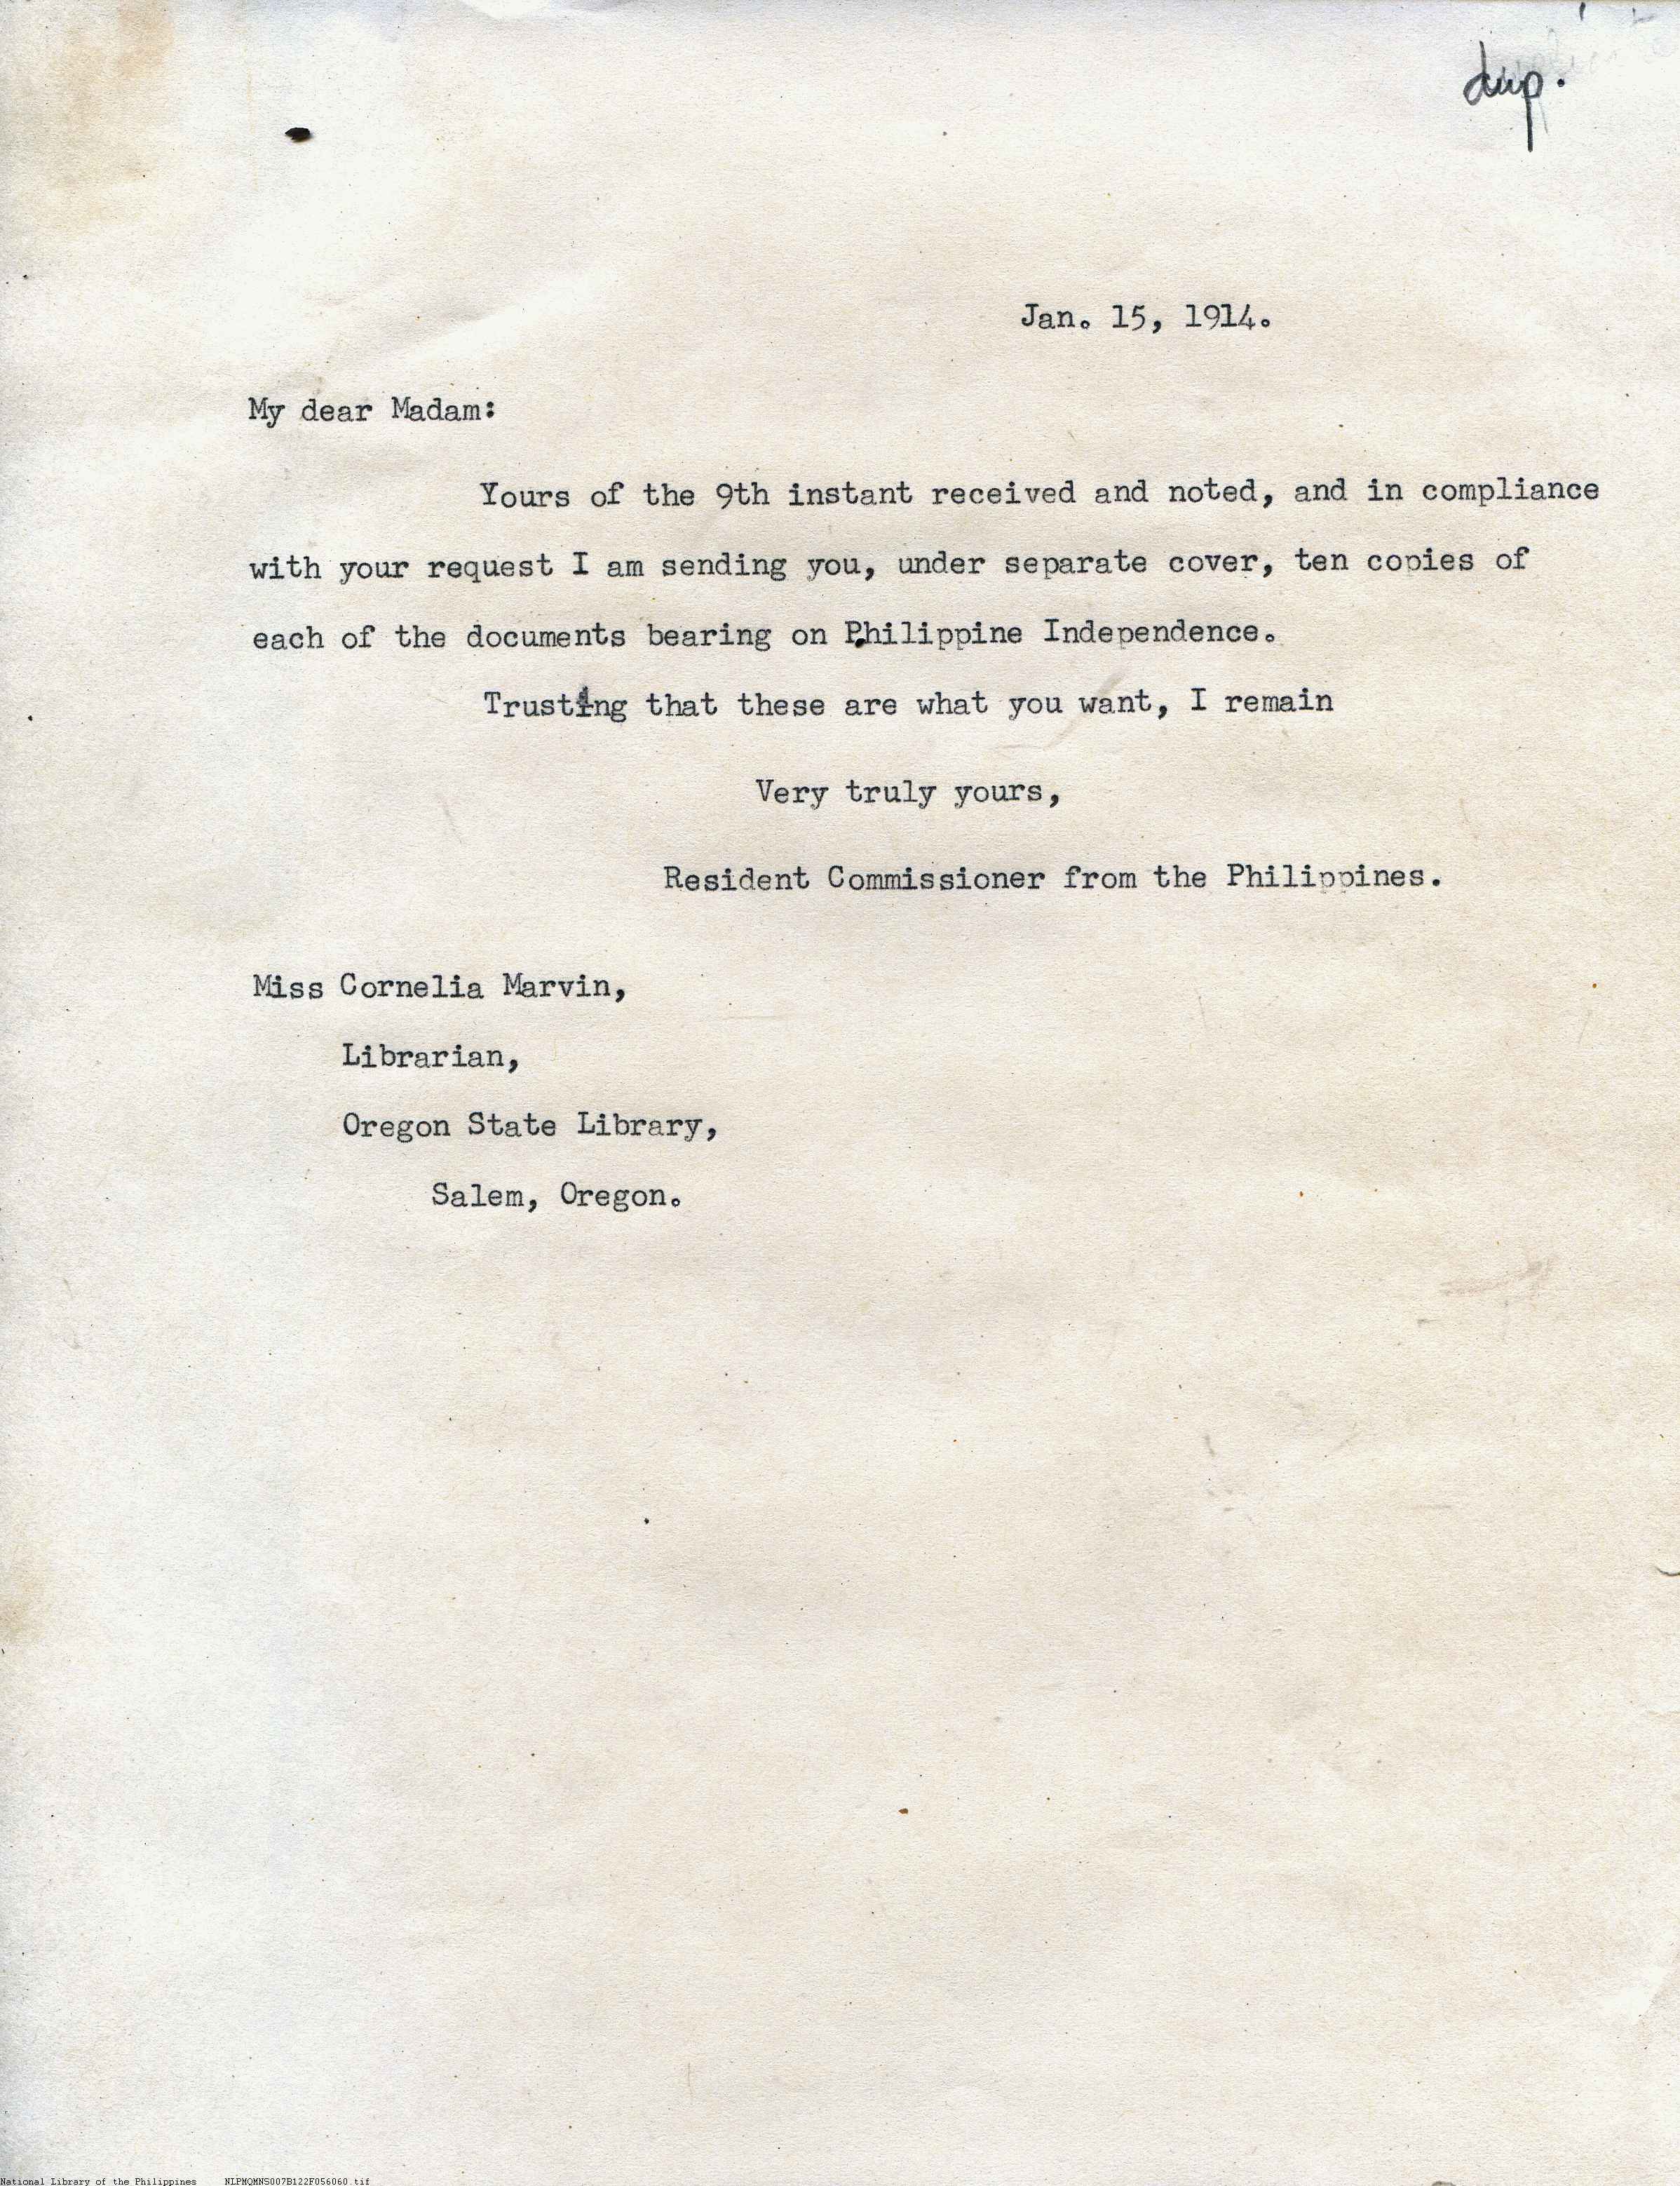 dup.
Jan. 15, 1914.
My dear Madam:
Yours of the 9th instant received and noted, and in compliance
with your request I am sending you, under separate cover, ten copies of
each of the documents bearing on Philippine Independence.
Trusting that these are what you want, I remain
Very truly yours,
Resident Commissioner from the Philippines.
Miss Cornelia Marvin,
Librarian,
Oregon State Library,
Salem, Oregon.
National Library of the Philippines NLPMQMNS007B122F056060.tif